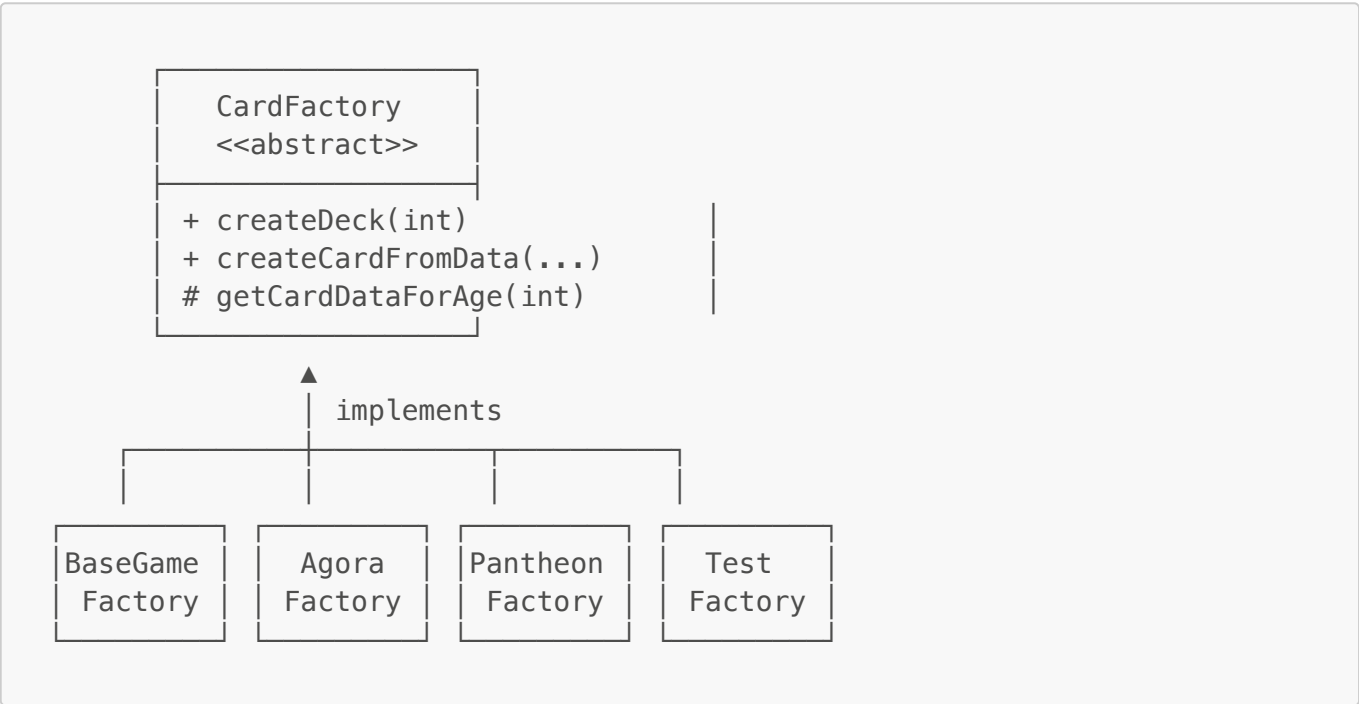 CardFactory
<<abstract>>
+ createDeck(int)
+ createCardFromData(...)
# getCardDataForAge(int)
implements
BaseGame Agora Pantheon Test
Factory Factory Factory Factory